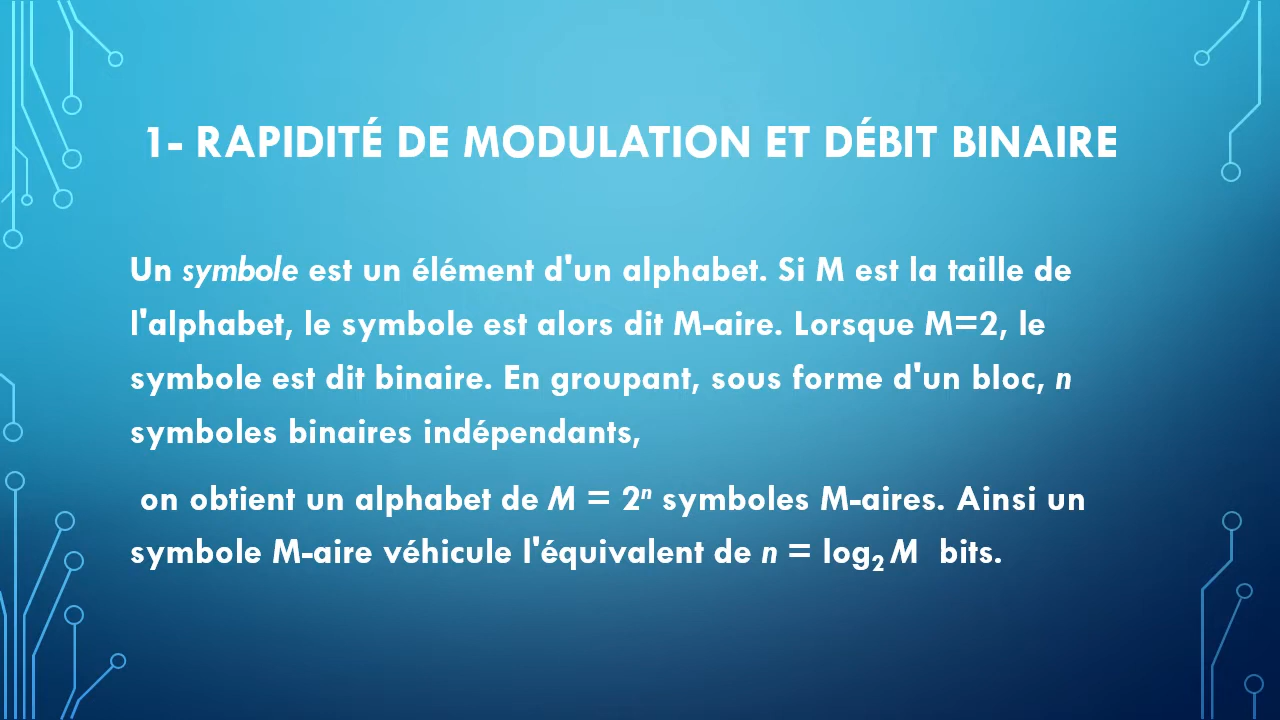 1- RAPIDITÉ DE MODULATION ET DÉBIT BINAIRE
Un symbole est un élément d'un alphabet. Si M est la taille de
l'alphabet, le symbole est alors dit M-aire. Lorsque M=2, le
symbole est dit binaire. En groupant, sous forme d'un bloc, n
symboles binaires indépendants,
on obtient un alphabet de M = 2ⁿ symboles M-aires. Ainsi un
symbole M-aire véhicule l'équivalent de n = log₂ M bits.